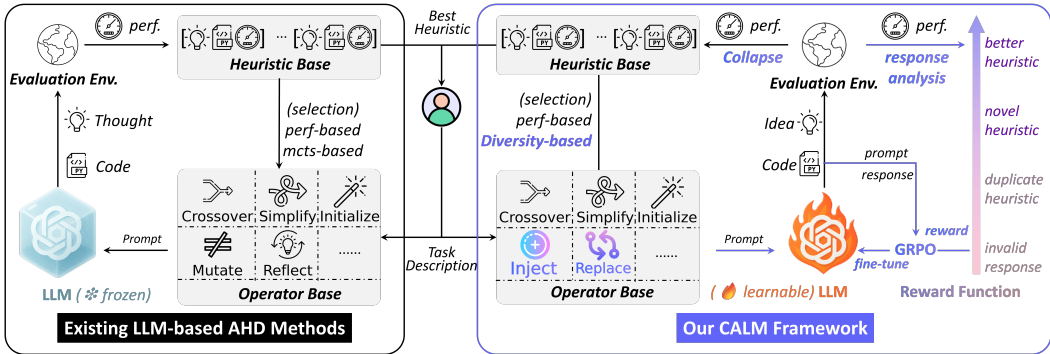 perf.
Evaluation Env.
Thought
Code
LLM ( frozen)
Prompt
[ ... ]
Heuristic Base
(selection)
perf-based
mcts-based
Crossover Simplify Initialize
Mutate Reflect ......
Operator Base
Existing LLM-based AHD Methods
Best
Heuristic
Task
Description
[ ... ]
Heuristic Base
(selection)
perf-based
Diversity-based
Crossover Simplify Initialize
Inject Replace ......
Operator Base
perf.
Collapse
Evaluation Env.
perf.
response
analysis
Idea
Code
prompt
response
Prompt
( learnable) LLM
reward
GRPO
fine-tune
better
heuristic
novel
heuristic
duplicate
heuristic
invalid
response
Reward Function
Our CALM Framework